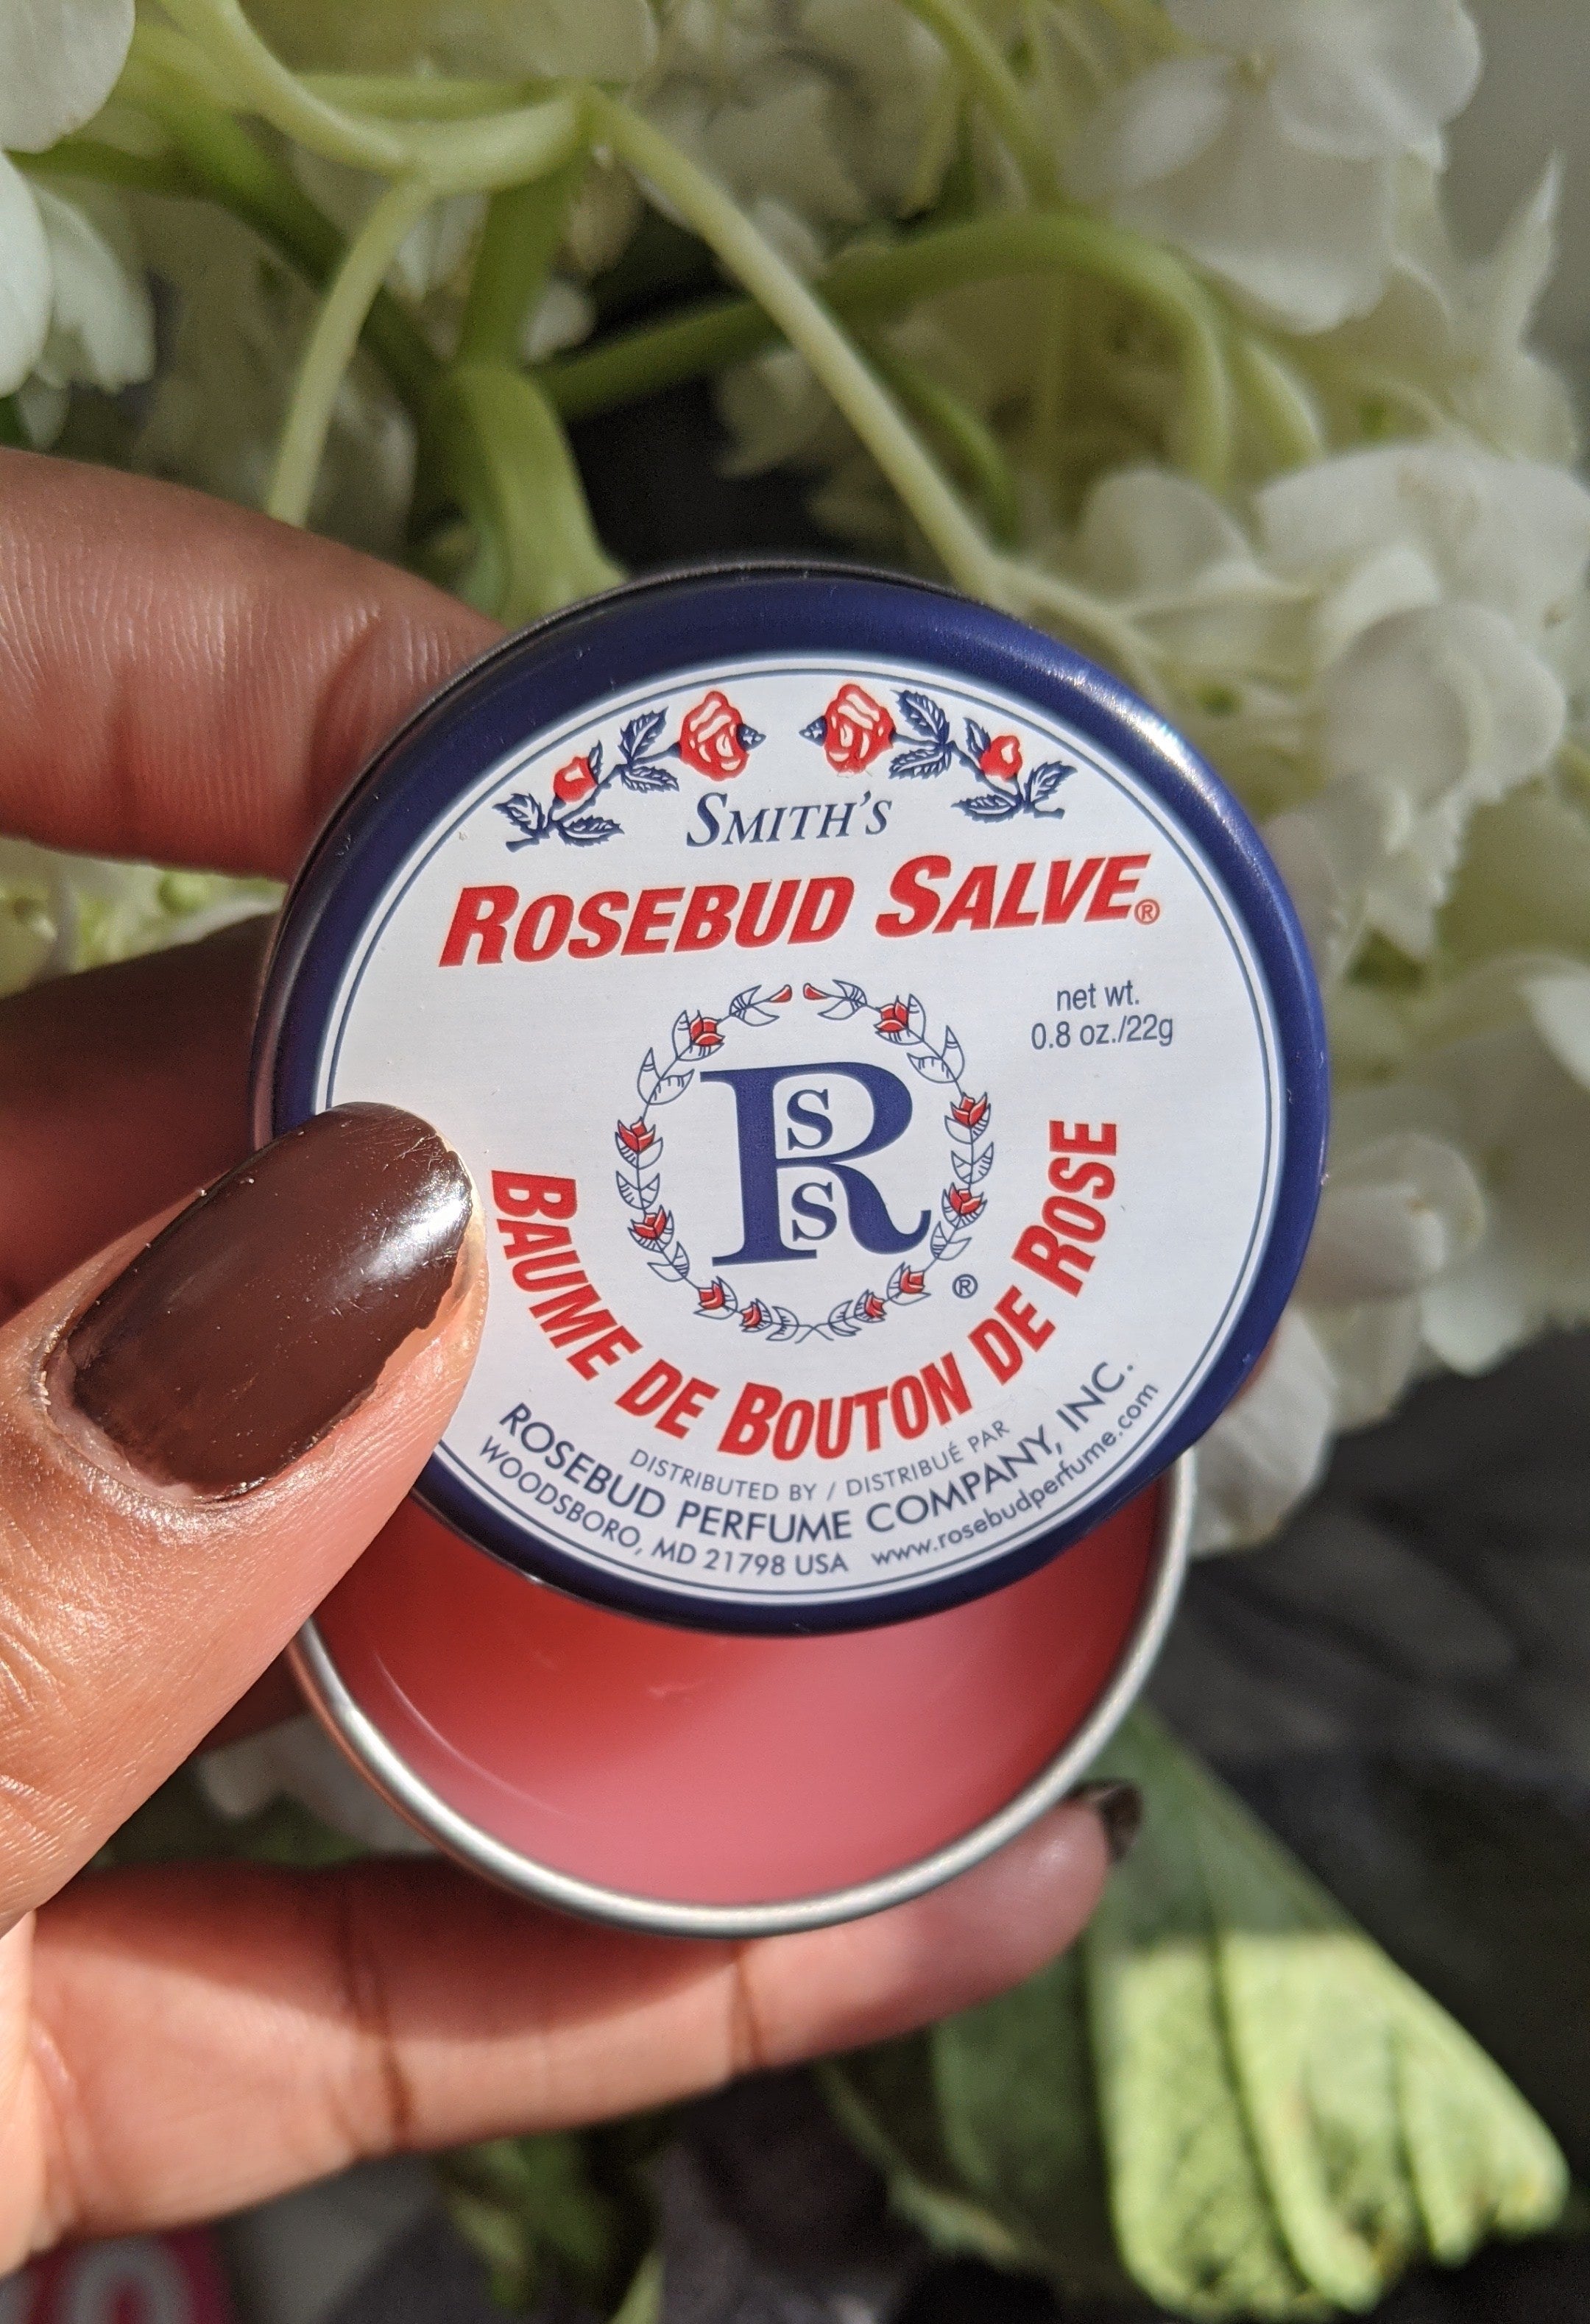 SMITH'S
ROSEBUD SALVE®
net wt.
0.8 oz./22g
RSS
®
BAUME DE BOUTON DE ROSE
DISTRIBUTED BY / DISTRIBUÉ PAR
ROSEBUD PERFUME COMPANY, INC.
WOODSBORO, MD 21798 USA www.rosebudperfume.com